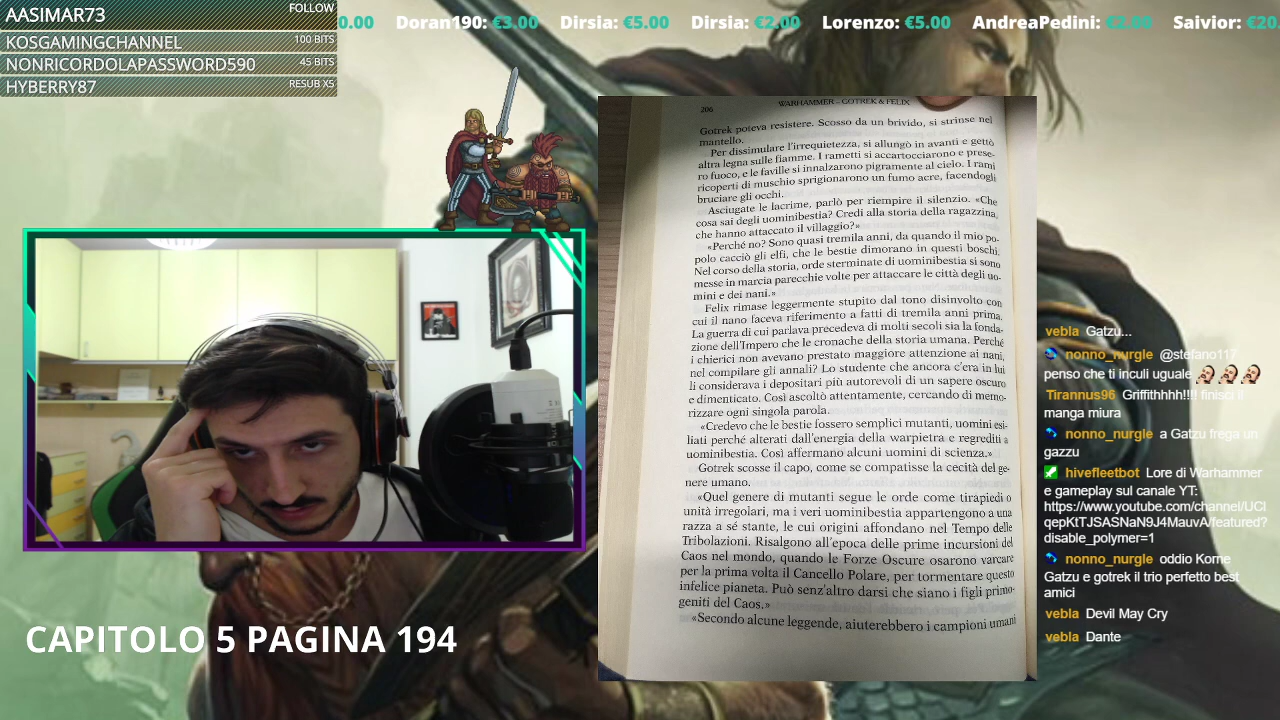 AASIMAR73 FOLLOW
KOSGAMINGCHANNEL 100 BITS
NONRICORDOLAPASSWORD590 45 BITS
HYBERRY87 RESUB X5
0.00 Doran190: €3.00 Dirsia: €5.00 Dirsia: €2.00 Lorenzo: €5.00 AndreaPedini: €2.00 Saivior: €20
206 WARHAMMER - GOTREK & FELIX
Gotrek poteva resistere. Scosso da un brivido, si strinse nel
mantello.
Per dissimulare l'irrequietezza, si allungò in avanti e gettò
altra legna sulle fiamme. I rametti si accartocciarono e prese-
ro fuoco, e le faville si innalzarono pigramente al cielo. I rami
ricoperti di muschio sprigionarono un fumo acre, facendogli
bruciare gli occhi.
Asciugate le lacrime, parlò per riempire il silenzio. «Che
cosa sai degli uominibestia? Credi alla storia della ragazzina,
che hanno attaccato il villaggio?»
«Perché no? Sono quasi tremila anni, da quando il mio po-
polo cacciò gli elfi, che le bestie dimorano in questi boschi.
Nel corso della storia, orde sterminate di uominibestia si sono
messe in marcia parecchie volte per attaccare le città degli uo-
mini e dei nani.»
Felix rimase leggermente stupito dal tono disinvolto con
cui il nano faceva riferimento a fatti di tremila anni prima.
La guerra di cui parlava precedeva di molti secoli sia la fonda-
zione dell'Impero che le cronache della storia umana. Perché
i chierici non avevano prestato maggiore attenzione ai nani,
nel compilare gli annali? Lo studente che ancora c'era in lui
li considerava i depositari più autorevoli di un sapere oscuro
e dimenticato. Così ascoltò attentamente, cercando di memo-
rizzare ogni singola parola.
«Credevo che le bestie fossero semplici mutanti, uomini esi-
liati perché alterati dall'energia della warpietra e regrediti a
uominibestia. Così affermano alcuni uomini di scienza.»
Gotrek scosse il capo, come se compatisse la cecità del ge-
nere umano.
«Quel genere di mutanti segue le orde come tirapiedi o
unità irregolari, ma i veri uominibestia appartengono a una
razza a sé stante, le cui origini affondano nel Tempo delle
Tribolazioni. Risalgono all'epoca delle prime incursioni del
Caos nel mondo, quando le Forze Oscure osarono varcare
per la prima volta il Cancello Polare, per tormentare questo
infelice pianeta. Può senz'altro darsi che siano i figli primo-
geniti del Caos.»
«Secondo alcune leggende, aiuterebbero i campioni umani
vebla Gatzu...
nonno_nurgle @stefano117
penso che ti inculi uguale
Tirannus96 Griffithhhh!!!! finisci il
manga miura
nonno_nurgle a Gatzu frega un
gazzu
hivefleetbot Lore di Warhammer
e gameplay sul canale YT:
https://www.youtube.com/channel/UCI
qepKtTJSASNaN9J4MauvA/featured?
disable_polymer=1
nonno_nurgle oddio Korne
Gatzu e gotrek il trio perfetto best
amici
vebla Devil May Cry
vebla Dante
CAPITOLO 5 PAGINA 194